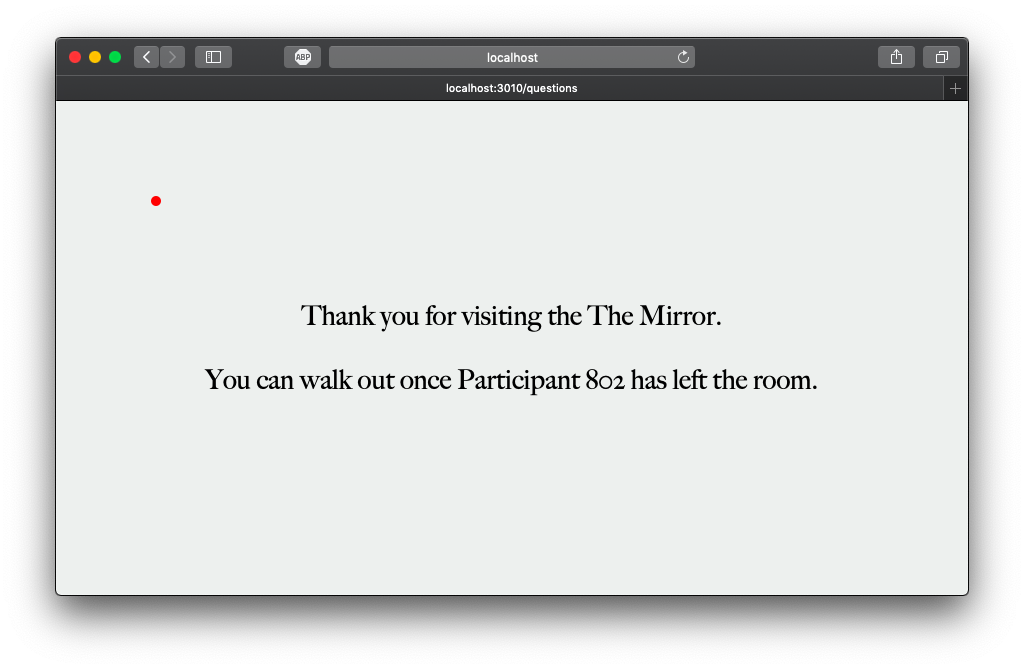 ABP
localhost
localhost:3010/questions
Thank you for visiting the The Mirror.
You can walk out once Participant 802 has left the room.